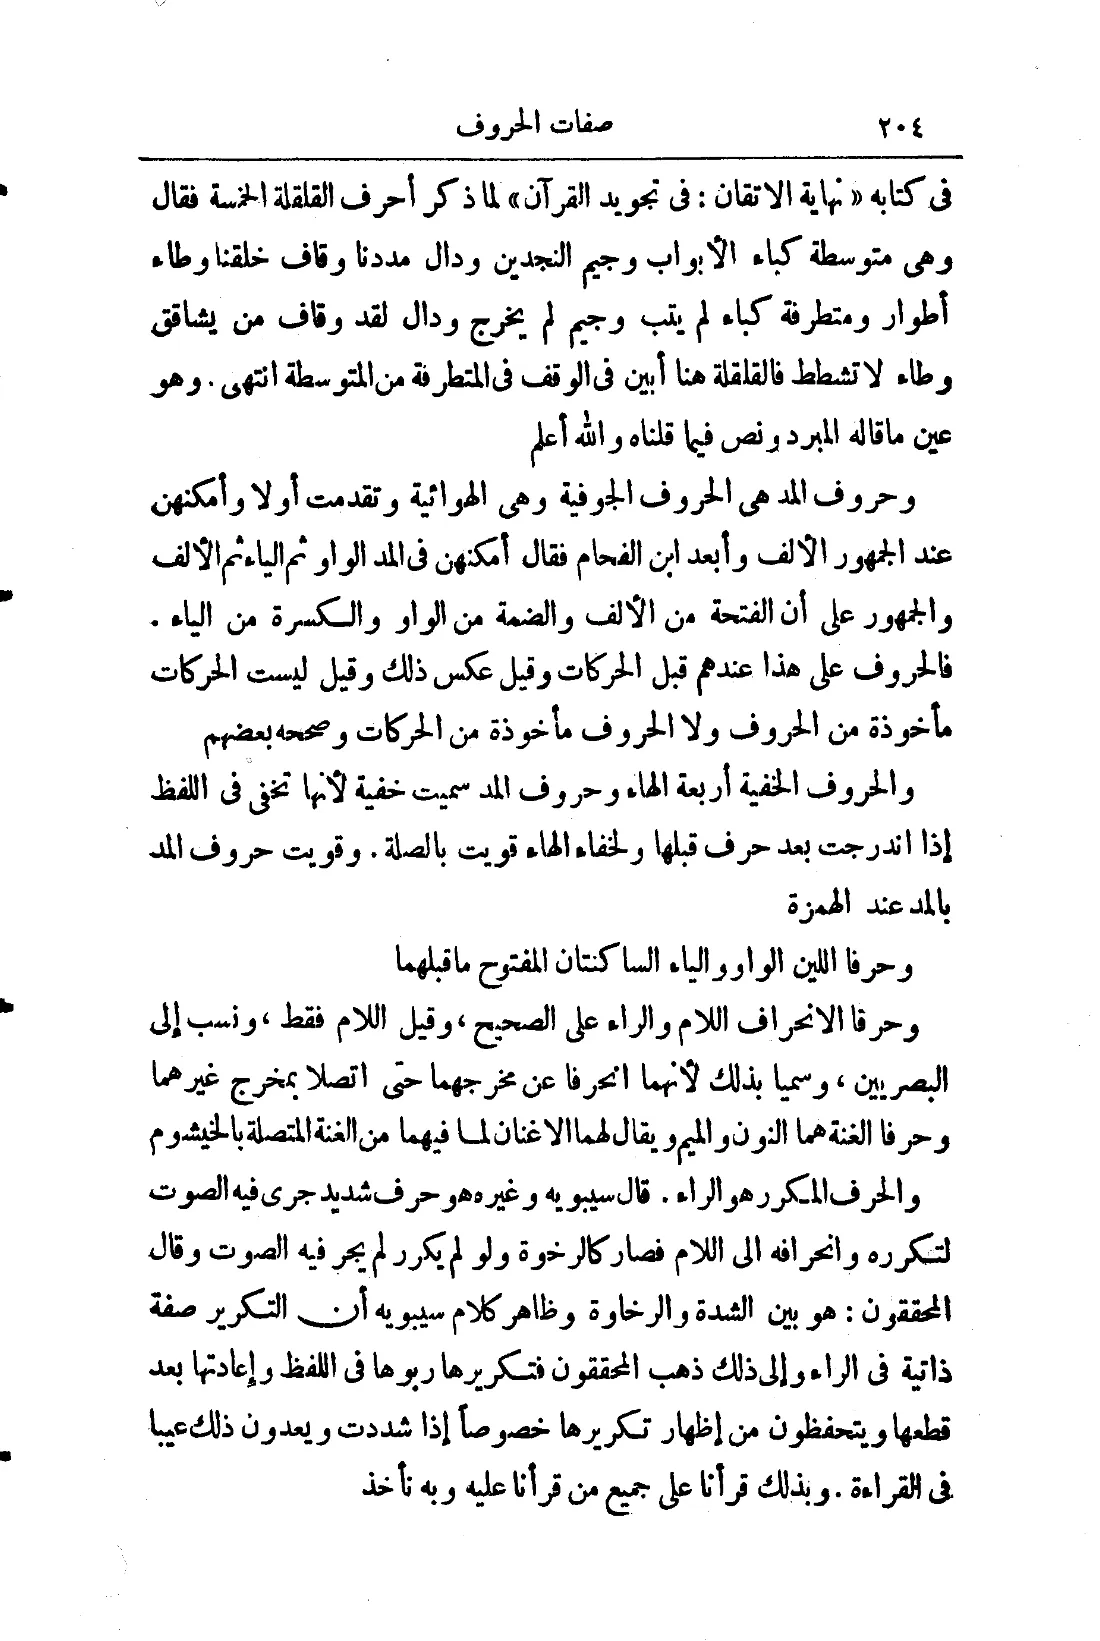 ٢٠٤ صفات الحروف
فى كتابه « نهاية الاتقان : فى تجويد القرآن» لما ذكر أحرف القلقلة الخمسة فقال
وهى متوسطة كباء الأبواب وجيم النجدين ودال مددنا وقاف خلقنا وطاء
أطوار ومتطرفة كباء لم يتب وجيم لم يخرج ودال لقد وقاف من يشاقق
وطاء لا تشطط فالقلقلة هنا أبين فى الوقف فى المتطرفة من المتوسطة انتهى . وهو
عين ماقاله المبرد ونص فيما قلناه والله أعلم
وحروف المد هى الحروف الجوفية وهى الهوائية وتقدمت أولا وأمكنهن
عند الجمهور الألف وأبعد ابن الفحام فقال أمكنهن فى المد الواو ثم الياء ثم الألف
والجمهور على أن الفتحة من الألف والضمة من الواو والكسرة من الياء .
فالحروف على هذا عندهم قبل الحركات وقيل عكس ذلك وقيل ليست الحركات
مأخوذة من الحروف ولا الحروف مأخوذة من الحركات وصححه بعضهم
والحروف الخفية أربعة الهاء وحروف المد سميت خفية لأنها تخفى فى اللفظ
إذا اندرجت بعد حرف قبلها ولخفاء الهاء قويت بالصلة . وقويت حروف المد
بالمد عند الهمزة
وحرفا اللين الواو والياء الساكنتان المفتوح ماقبلهما
وحرفا الانحراف اللام والراء على الصحيح ، وقيل اللام فقط ، ونسب إلى
البصريين ، وسميا بذلك لأنهما انحرفا عن مخرجهما حتى اتصلا بمخرج غيرهما
وحرفا الغنة هما النون والميم ويقال لهما الاغنان لما فيهما من الغنة المتصلة بالخيشوم
والحرف المكرر هو الراء . قال سيبويه وغيره هو حرف شديد جرى فيه الصوت
لتكرره وانحرافه الى اللام فصار كالرخوة ولو لم يكرر لم يجر فيه الصوت وقال
المحققون : هو بين الشدة والرخاوة وظاهر كلام سيبويه أن التكرير صفة
ذاتية فى الراء وإلى ذلك ذهب المحققون فتكريرها ربوها فى اللفظ وإعادتها بعد
قطعها ويتحفظون من إظهار تكريرها خصوصاً إذا شددت ويعدون ذلك عيبا
فى القراءة . وبذلك قرأنا على جميع من قرأنا عليه وبه نأخذ